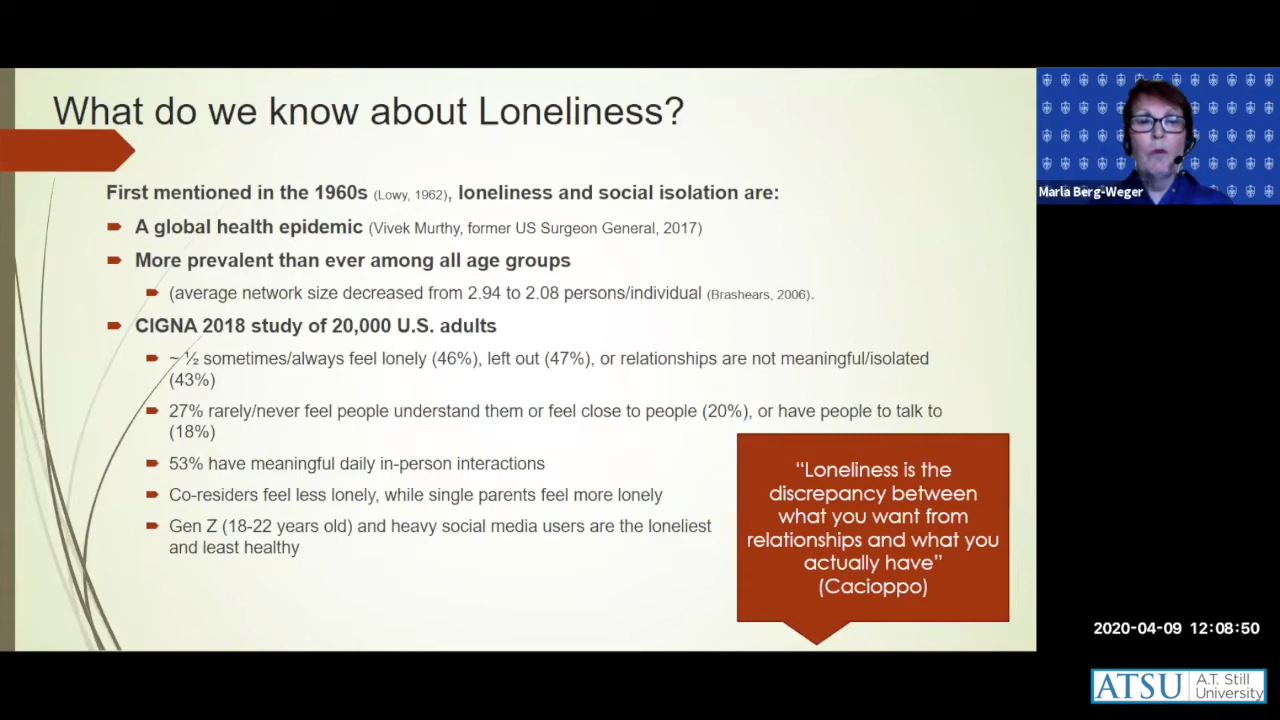 What do we know about Loneliness?
First mentioned in the 1960s (Lowy, 1962), loneliness and social isolation are:
A global health epidemic (Vivek Murthy, former US Surgeon General, 2017)
More prevalent than ever among all age groups
(average network size decreased from 2.94 to 2.08 persons/individual (Brashears, 2006).
CIGNA 2018 study of 20,000 U.S. adults
~ ½ sometimes/always feel lonely (46%), left out (47%), or relationships are not meaningful/isolated
(43%)
27% rarely/never feel people understand them or feel close to people (20%), or have people to talk to
(18%)
53% have meaningful daily in-person interactions
Co-residers feel less lonely, while single parents feel more lonely
Gen Z (18-22 years old) and heavy social media users are the loneliest
and least healthy
“Loneliness is the
discrepancy between
what you want from
relationships and what you
actually have”
(Cacioppo)
Marla Berg-Weger
2020-04-09 12:08:50
ATSU A.T. Still
University